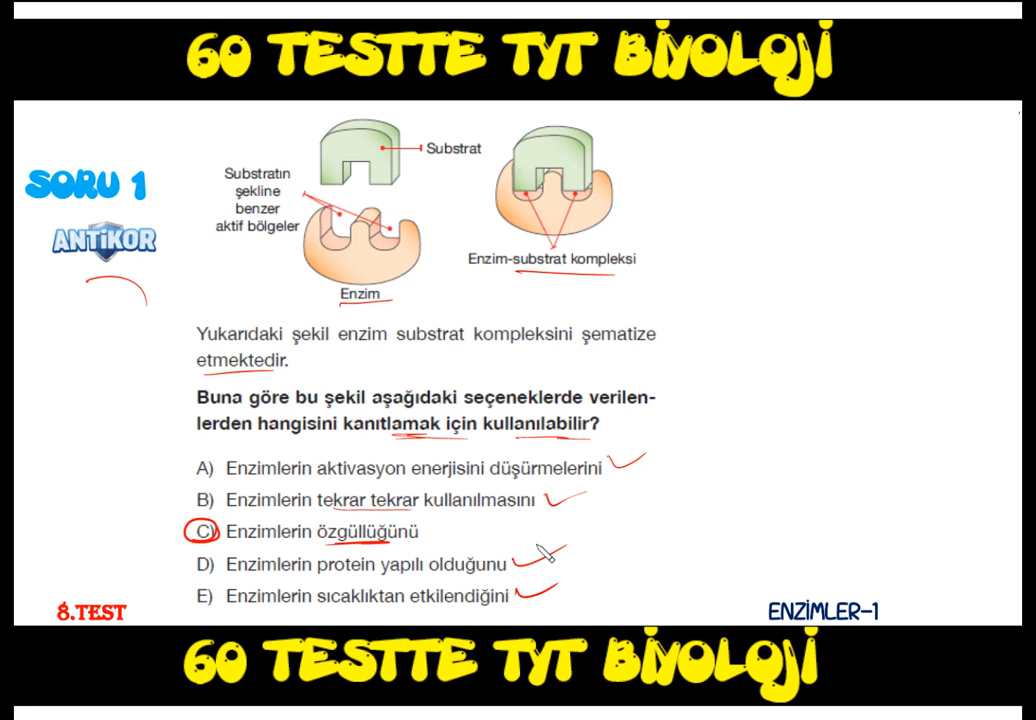 60 TESTTE TYT BİYOLOJİ
SORU 1
ANTİKOR
Substrat
Substratın
şekline
benzer
aktif bölgeler
Enzim
Enzim-substrat kompleksi
Yukarıdaki şekil enzim substrat kompleksini şematize
etmektedir.
Buna göre bu şekil aşağıdaki seçeneklerde verilen-
lerden hangisini kanıtlamak için kullanılabilir?
A) Enzimlerin aktivasyon enerjisini düşürmelerini
B) Enzimlerin tekrar tekrar kullanılmasını
C) Enzimlerin özgüllüğünü
D) Enzimlerin protein yapılı olduğunu
E) Enzimlerin sıcaklıktan etkilendiğini
8.TEST
ENZİMLER-1
60 TESTTE TYT BİYOLOJİ